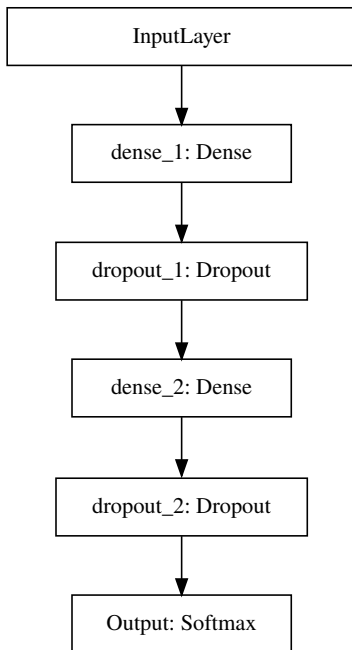 InputLayer
dense_1: Dense
dropout_1: Dropout
dense_2: Dense
dropout_2: Dropout
Output: Softmax